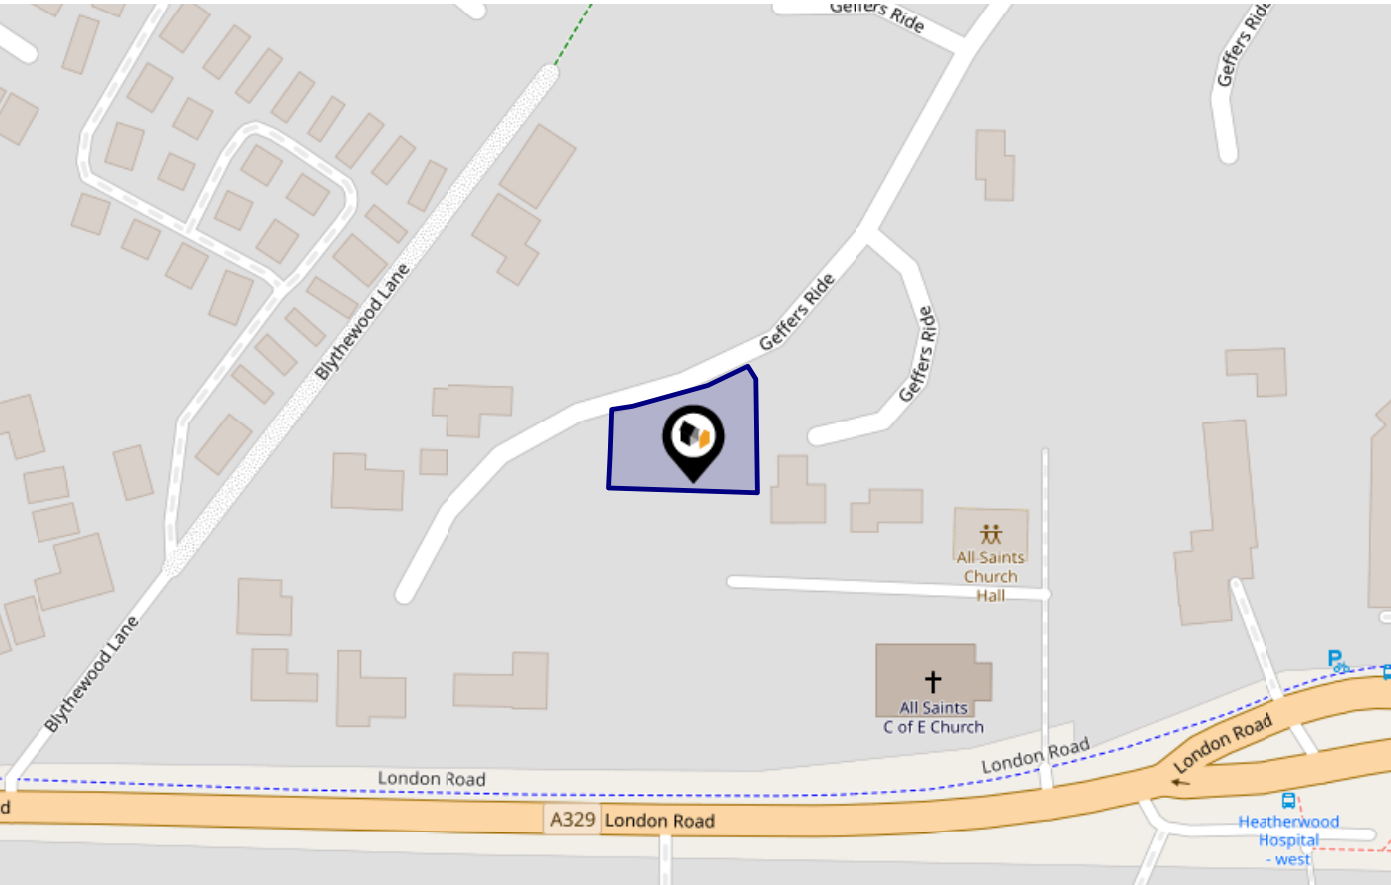 Geffers Ride
Geffers Ride
Blythewood Lane
Geffers Ride
Geffers Ride
All Saints
Church
Hall
Blythewood Lane
P
All Saints
C of E Church
London Road
London Road
London Road
d
A329
London Road
Heatherwood
Hospital
- west